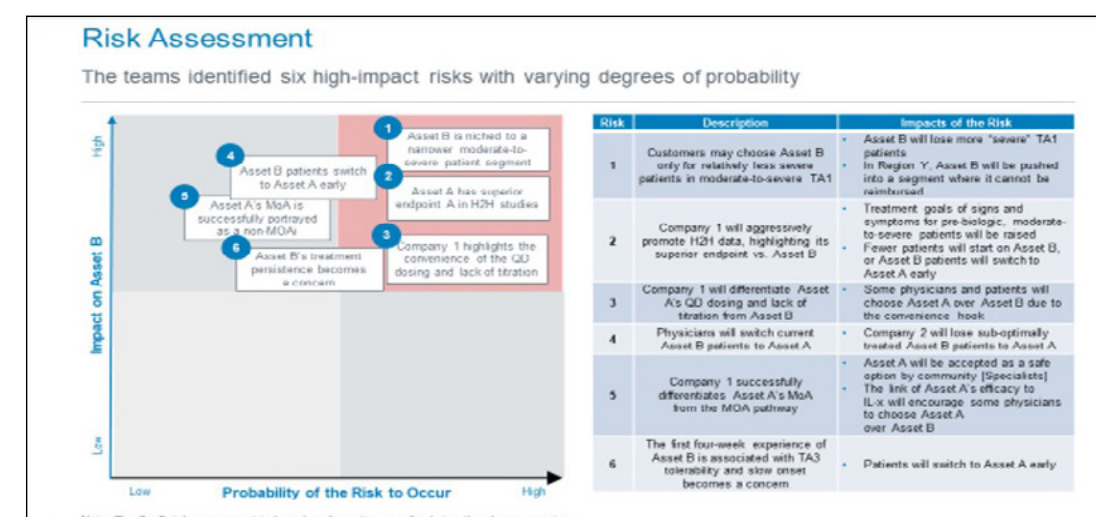 Risk Assessment
The teams identified six high-impact risks with varying degrees of probability
High
Impact on Asset B
Low
1
Asset B is niched to a
narrower moderate-to-
severe patient segment
4
Asset B patients switch
to Asset A early
2
Asset A has superior
endpoint A in H2H studies
5
Asset A's MoA is
successfully portrayed
as a non-MOAi
3
Company 1 highlights the
convenience of the QD
dosing and lack of titration
6
Asset B's treatment
persistence becomes
a concern
Low
Probability of the Risk to Occur
High
Risk Description Impacts of the Risk
1
Customers may choose Asset B
only for relatively less severe
patients in moderate-to-severe TA1
• Asset B will lose more "severe" TA1
patients
• In Region Y, Asset B will be pushed
into a segment where it cannot be
reimbursed
2
Company 1 will aggressively
promote H2H data, highlighting its
superior endpoint vs. Asset B
• Treatment goals of signs and
symptoms for pre-biologic, moderate-
to-severe patients will be raised
• Fewer patients will start on Asset B,
or Asset B patients will switch to
Asset A early
3
Company 1 will differentiate Asset
A's QD dosing and lack of
titration from Asset B
• Some physicians and patients will
choose Asset A over Asset B due to
the convenience hook
4
Physicians will switch current
Asset B patients to Asset A
• Company 2 will lose sub-optimally
treated Asset B patients to Asset A
5
Company 1 successfully
differentiates Asset A's MoA
from the MOA pathway
• Asset A will be accepted as a safe
option by community [Specialists]
• The link of Asset A's efficacy to
IL-x will encourage some physicians
to choose Asset A
over Asset B
6
The first four-week experience of
Asset B is associated with TA3
tolerability and slow onset
becomes a concern
• Patients will switch to Asset A early